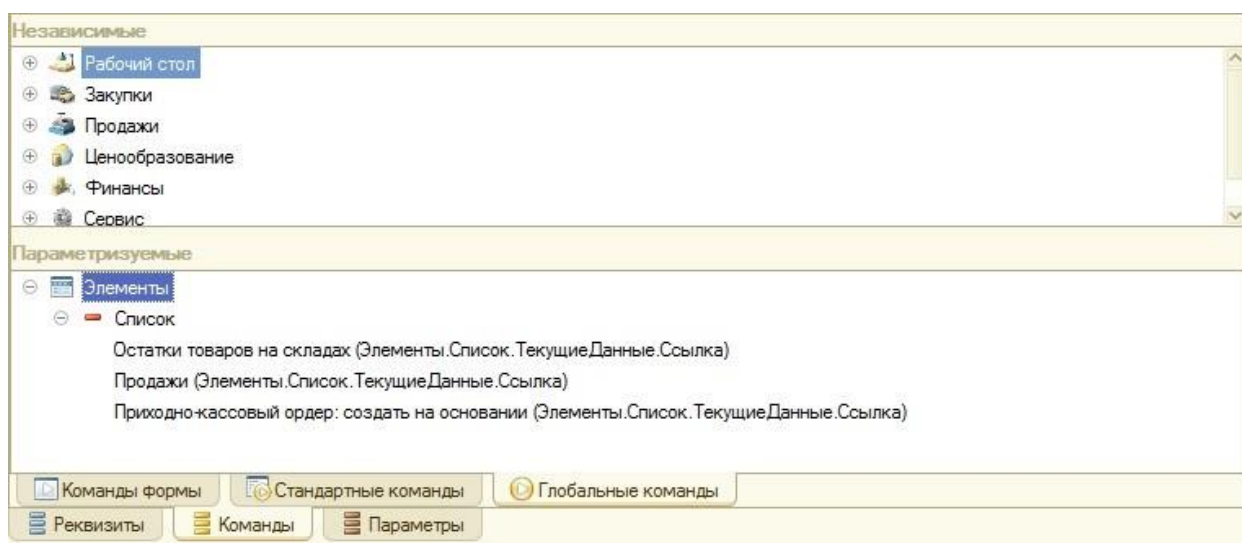 Независимые
Рабочий стол
Закупки
Продажи
Ценообразование
Финансы
Сервис
Параметризуемые
Элементы
Список
Остатки товаров на складах (Элементы.Список.ТекущиеДанные.Ссылка)
Продажи (Элементы.Список.ТекущиеДанные.Ссылка)
Приходно-кассовый ордер: создать на основании (Элементы.Список.ТекущиеДанные.Ссылка)
Команды формы Стандартные команды Глобальные команды
Реквизиты Команды Параметры